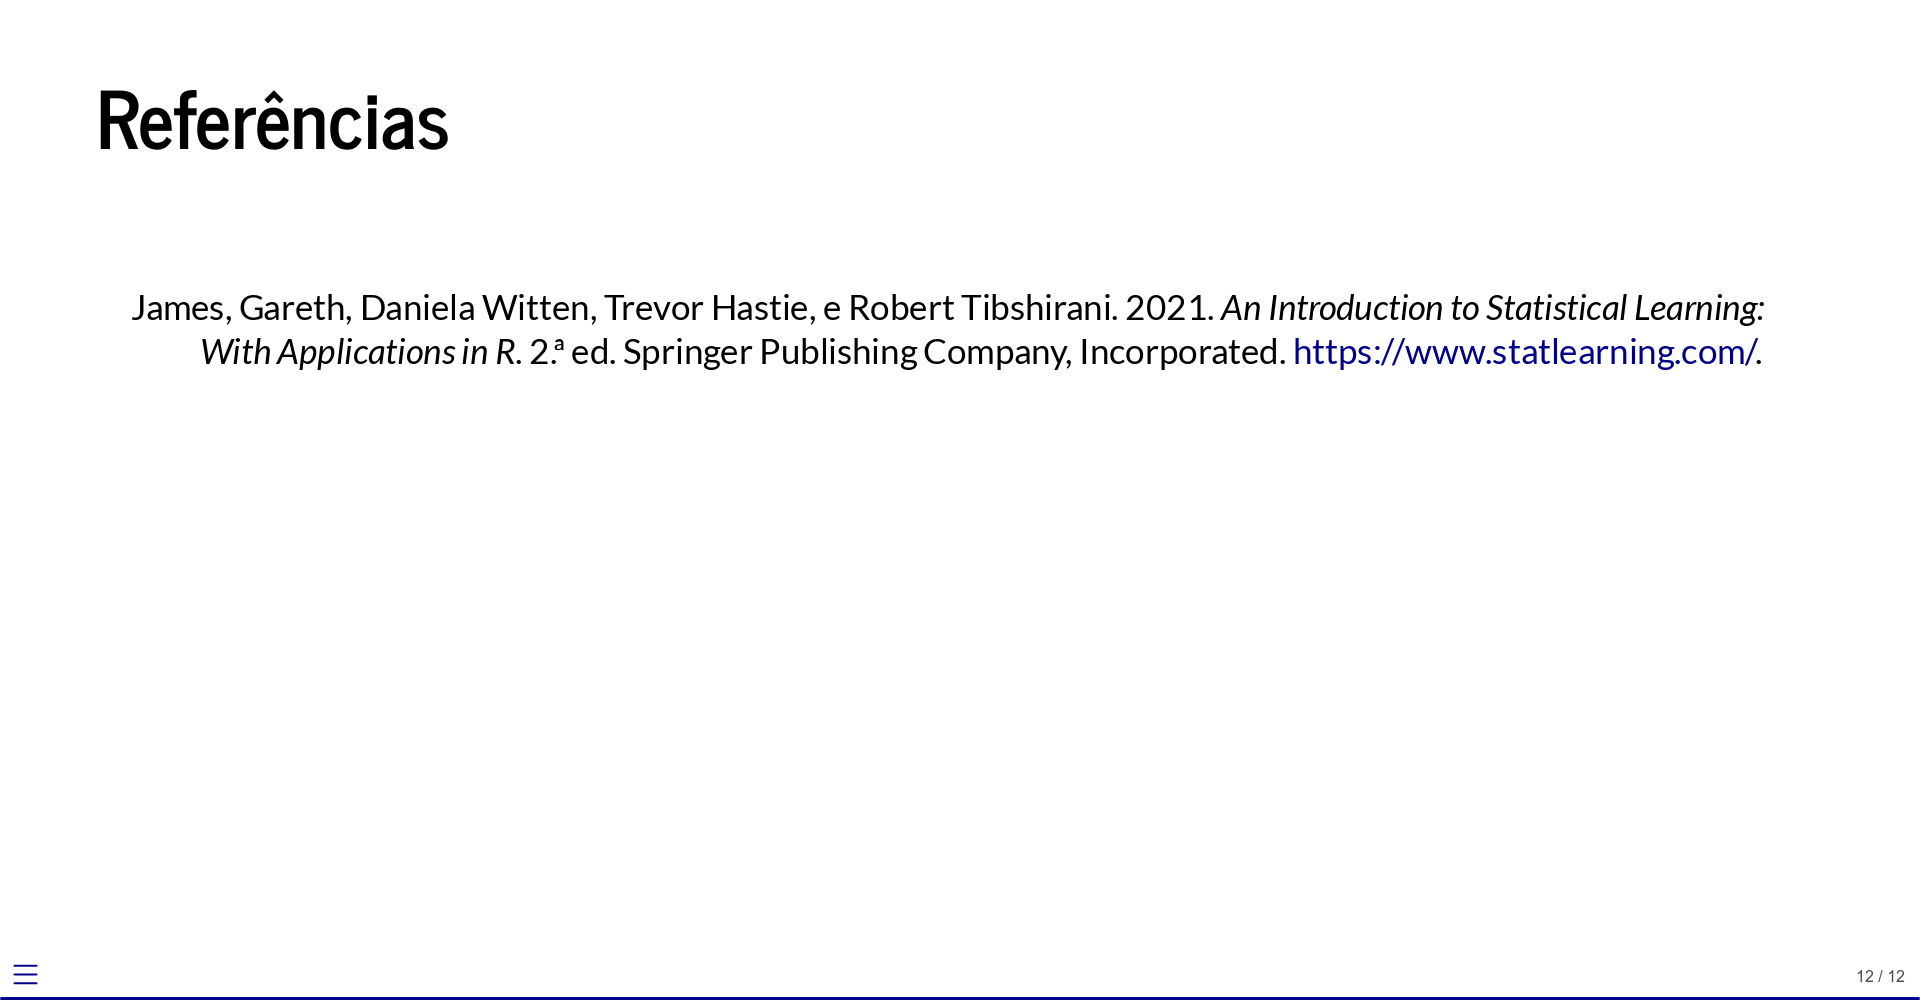 Referências
James, Gareth, Daniela Witten, Trevor Hastie, e Robert Tibshirani. 2021. An Introduction to Statistical Learning:
With Applications in R. 2.ª ed. Springer Publishing Company, Incorporated. https://www.statlearning.com/.
12 / 12